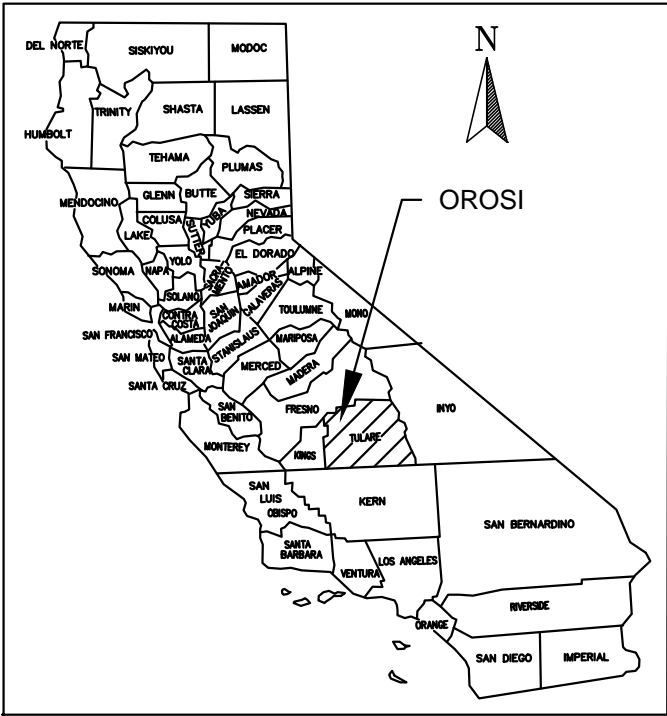 N
DEL NORTE
SISKIYOU
MODOC
TRINITY
SHASTA
LASSEN
HUMBOLT
TEHAMA
PLUMAS
MENDOCINO
GLENN
BUTTE
SIERRA
OROSI
COLUSA
YUBA
NEVADA
LAKE
SUTTER
PLACER
SONOMA
NAPA
YOLO
EL DORADO
SACRA
MENTO
AMADOR
ALPINE
SOLANO
CALAVERAS
MARIN
CONTRA
COSTA
SAN
JOAQUIN
TOULUMNE
MONO
SAN FRANCISCO
ALAMEDA
STANISLAUS
MARIPOSA
SAN MATEO
SANTA
CLARA
MERCED
MADERA
SANTA CRUZ
SAN
BENITO
FRESNO
INYO
MONTEREY
KINGS
TULARE
SAN
LUIS
OBISPO
KERN
SAN BERNARDINO
SANTA
BARBARA
VENTURA
LOS ANGELES
ORANGE
RIVERSIDE
SAN DIEGO
IMPERIAL